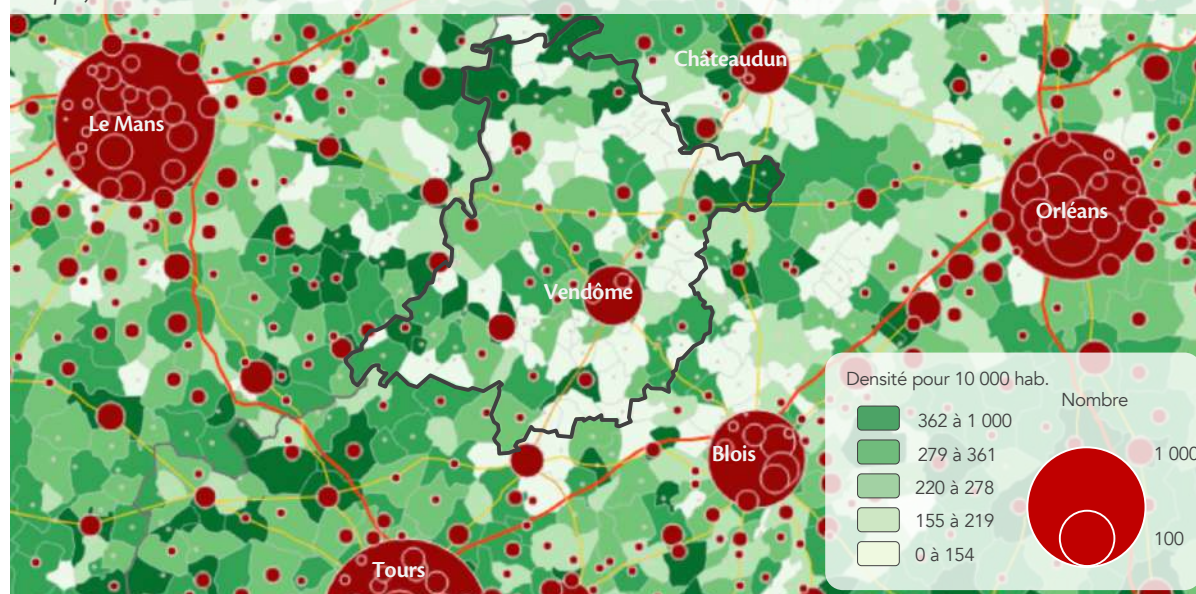 Châteaudun
Le Mans
Orléans
Vendôme
Blois
Tours
Densité pour 10 000 hab.
Nombre
362 à 1 000
279 à 361
220 à 278
155 à 219
0 à 154
1 000
100